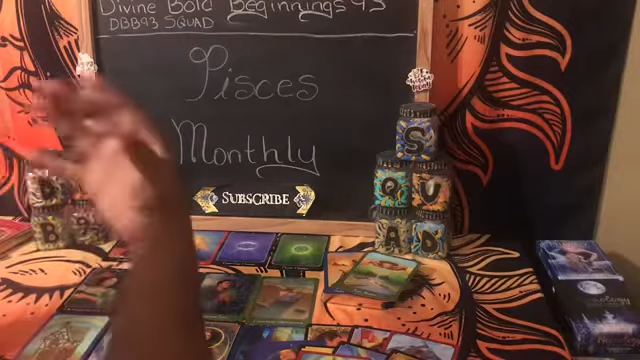 Divine Bold Beginnings 93
DBB93 SQUAD
Pisces
Monthly
SUBSCRIBE
S
Q U
A D
B